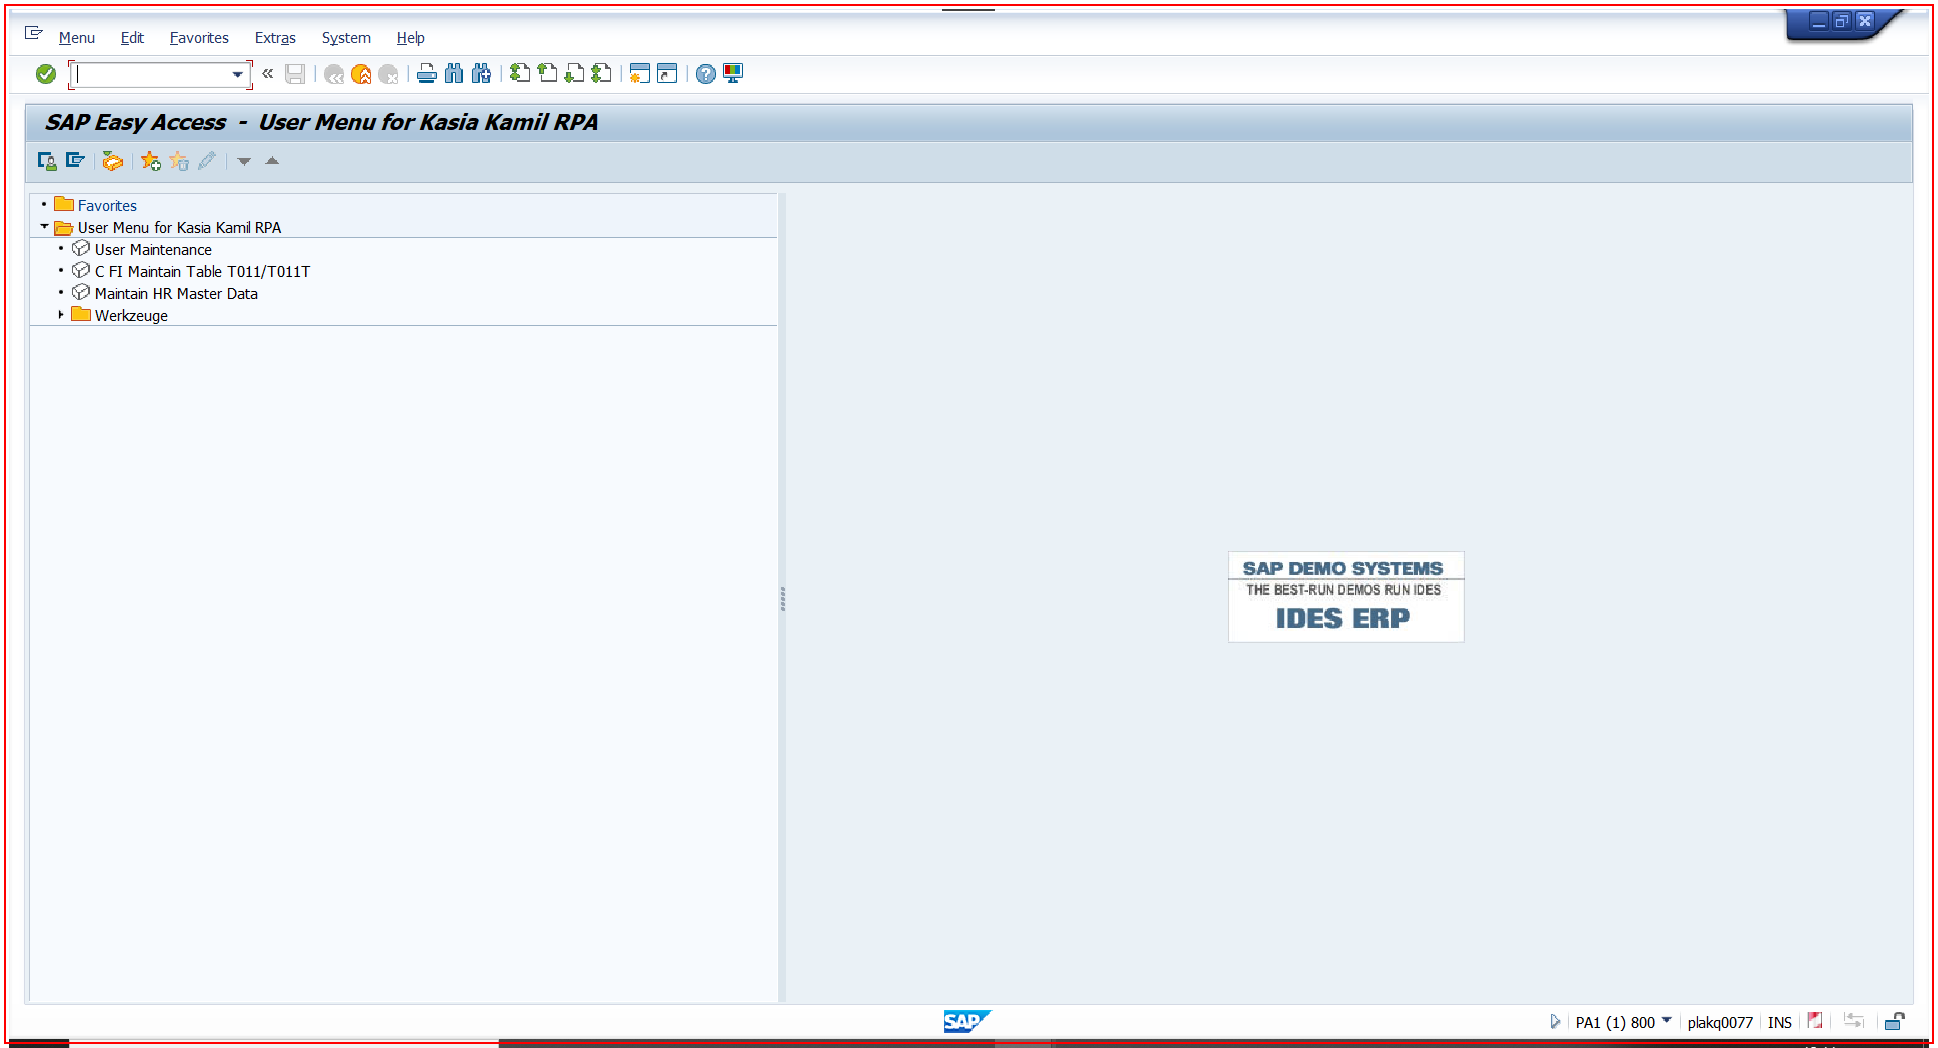 Menu Edit Favorites Extras System Help
SAP Easy Access - User Menu for Kasia Kamil RPA
Favorites
User Menu for Kasia Kamil RPA
User Maintenance
C FI Maintain Table T011/T011T
Maintain HR Master Data
Werkzeuge
SAP DEMO SYSTEMS
THE BEST-RUN DEMOS RUN IDES
IDES ERP
SAP
PA1 (1) 800 plakq0077 INS